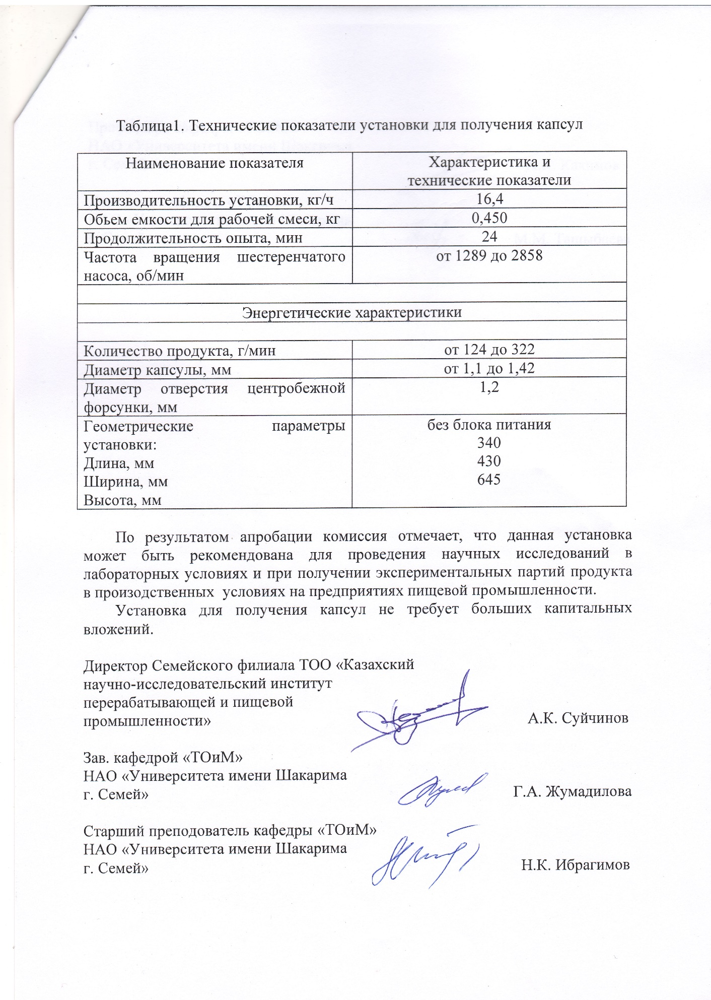 Таблица1. Технические показатели установки для получения капсул
Наименование показателя
Характеристика и
технические показатели
Производительность установки, кг/ч
16,4
Обьем емкости для рабочей смеси, кг
0,450
Продолжительность опыта, мин
24
Частота вращения шестеренчатого
насоса, об/мин
от 1289 до 2858
Энергетические характеристики
Количество продукта, г/мин
от 124 до 322
Диаметр капсулы, мм
от 1,1 до 1,42
Диаметр отверстия центробежной
форсунки, мм
1,2
Геометрические параметры
установки:
Длина, мм
Ширина, мм
Высота, мм
без блока питания
340
430
645
По результатом апробации комиссия отмечает, что данная установка
может быть рекомендована для проведения научных исследований в
лабораторных условиях и при получении экспериментальных партий продукта
в произодственных условиях на предприятиях пищевой промышленности.
Установка для получения капсул не требует больших капитальных
вложений.
Директор Семейского филиала ТОО «Казахский
научно-исследовательский институт
перерабатывающей и пищевой
промышленности» А.К. Суйчинов
Зав. кафедрой «ТОиМ»
НАО «Университета имени Шакарима
г. Семей» Г.А. Жумадилова
Старший преподователь кафедры «ТОиМ»
НАО «Университета имени Шакарима
г. Семей» Н.К. Ибрагимов